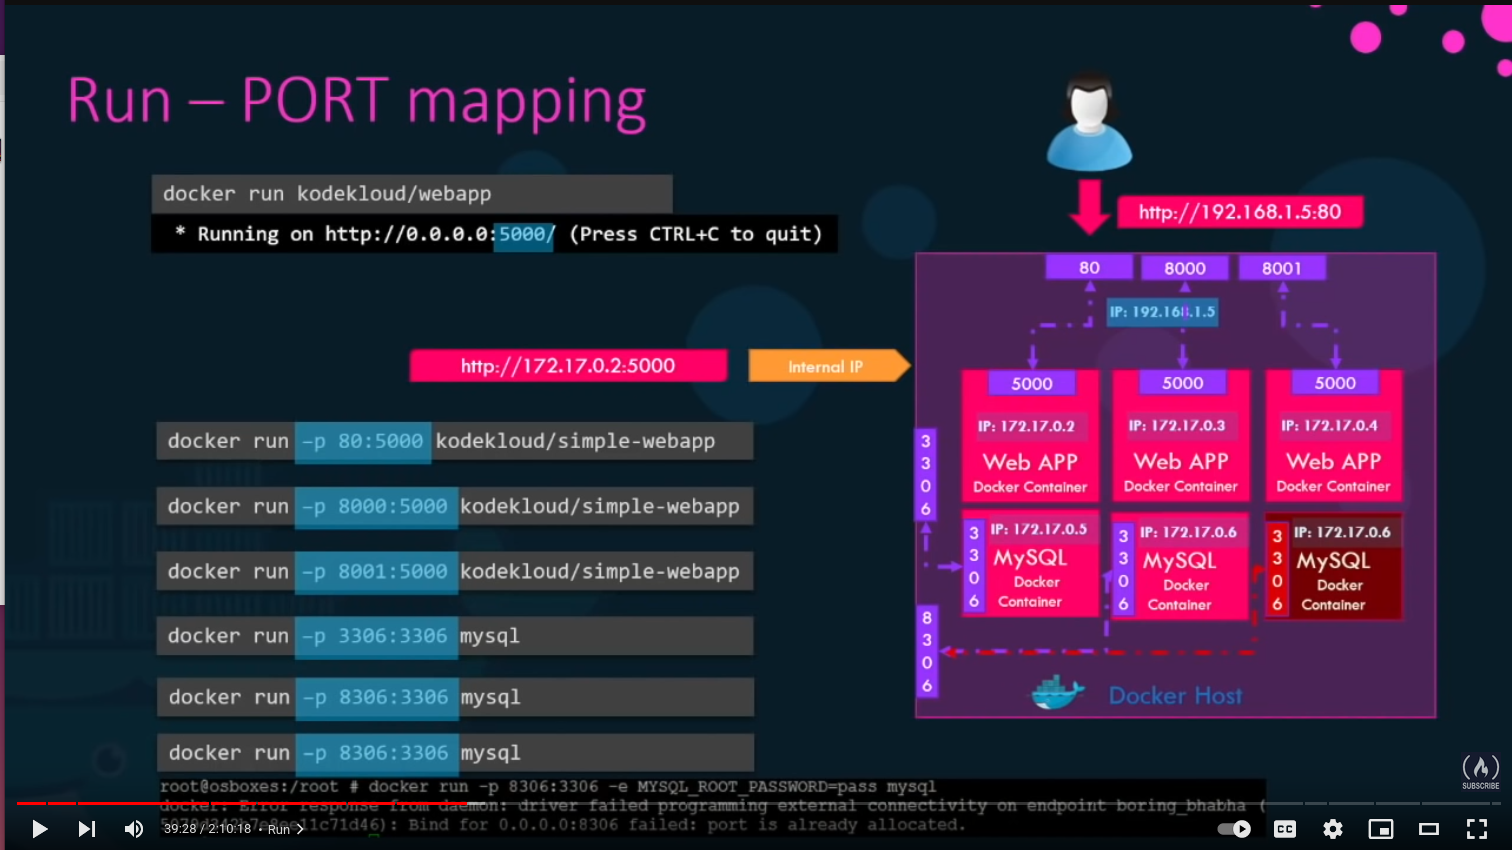 Run – PORT mapping
docker run kodekloud/webapp
* Running on http://0.0.0.0:5000/ (Press CTRL+C to quit)
http://172.17.0.2:5000
Internal IP
docker run -p 80:5000 kodekloud/simple-webapp
docker run -p 8000:5000 kodekloud/simple-webapp
docker run -p 8001:5000 kodekloud/simple-webapp
docker run -p 3306:3306 mysql
docker run -p 8306:3306 mysql
docker run -p 8306:3306 mysql
http://192.168.1.5:80
80 8000 8001
IP: 192.168.1.5
5000 5000 5000
IP: 172.17.0.2 IP: 172.17.0.3 IP: 172.17.0.4
Web APP Web APP Web APP
Docker Container Docker Container Docker Container
3306
IP: 172.17.0.5 IP: 172.17.0.6 IP: 172.17.0.6
3306 3306 3306
MySQL MySQL MySQL
Docker Docker Docker
Container Container Container
8306
Docker Host
root@osboxes:/root # docker run -p 8306:3306 -e MYSQL_ROOT_PASSWORD=pass mysql
docker: Error response from daemon: driver failed programming external connectivity on endpoint boring_bhabha (
): Bind for 0.0.0.0:8306 failed: port is already allocated.
SUBSCRIBE
39:28 / 2:10:18 • Run
CC